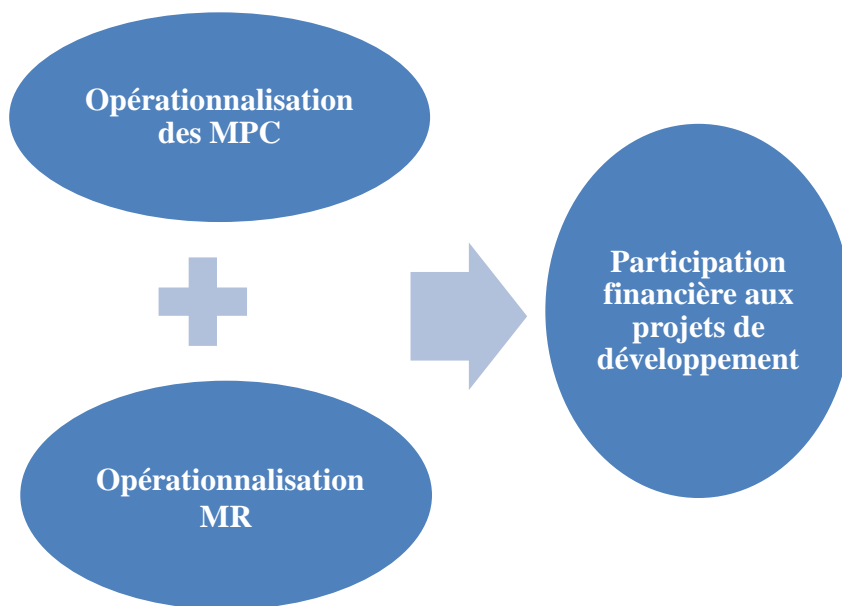 Opérationnalisation
des MPC
Opérationnalisation
MR
Participation
financière aux
projets de
développement